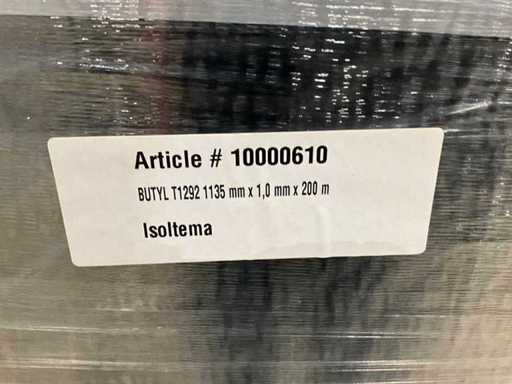 Article # 10000610
BUTYL T1292 1135 mm x 1,0 mm x 200 m
Isoltema